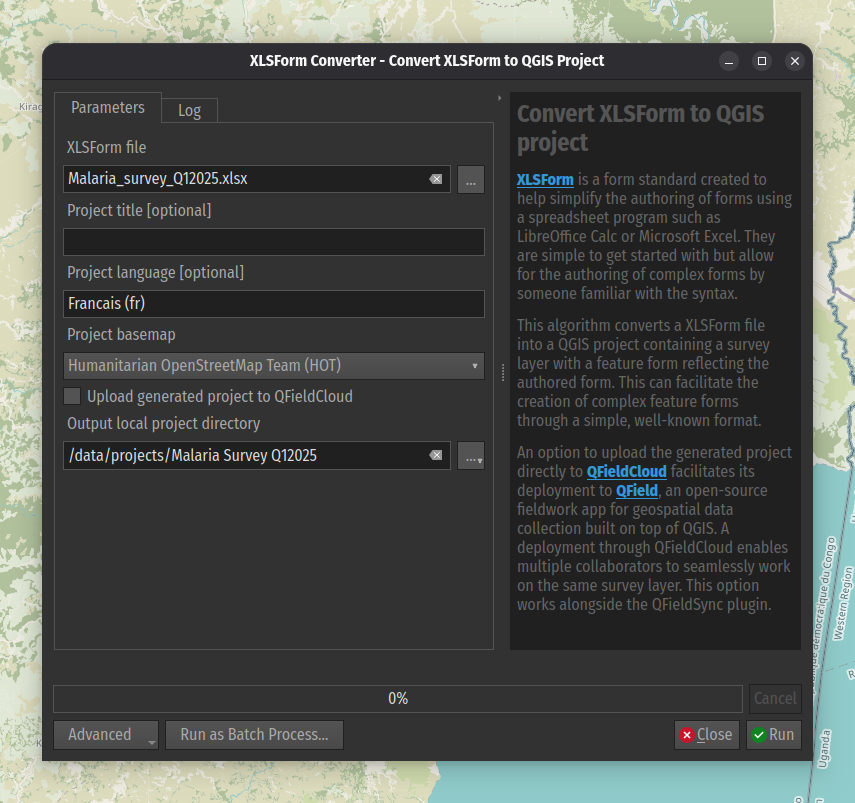 XLSForm Converter - Convert XLSForm to QGIS Project
Parameters
Log
XLSForm file
Malaria_survey_Q12025.xlsx
...
Project title [optional]
Project language [optional]
Francais (fr)
Project basemap
Humanitarian OpenStreetMap Team (HOT)
Upload generated project to QFieldCloud
Output local project directory
/data/projects/Malaria Survey Q12025
...
Convert XLSForm to QGIS
project
XLSForm is a form standard created to
help simplify the authoring of forms using
a spreadsheet program such as
LibreOffice Calc or Microsoft Excel. They
are simple to get started with but allow
for the authoring of complex forms by
someone familiar with the syntax.
This algorithm converts a XLSForm file
into a QGIS project containing a survey
layer with a feature form reflecting the
authored form. This can facilitate the
creation of complex feature forms
through a simple, well-known format.
An option to upload the generated project
directly to QFieldCloud facilitates its
deployment to QField, an open-source
fieldwork app for geospatial data
collection built on top of QGIS. A
deployment through QFieldCloud enables
multiple collaborators to seamlessly work
on the same survey layer. This option
works alongside the QFieldSync plugin.
0%
Cancel
Advanced
Run as Batch Process...
Close
Run
Western Region
Uganda